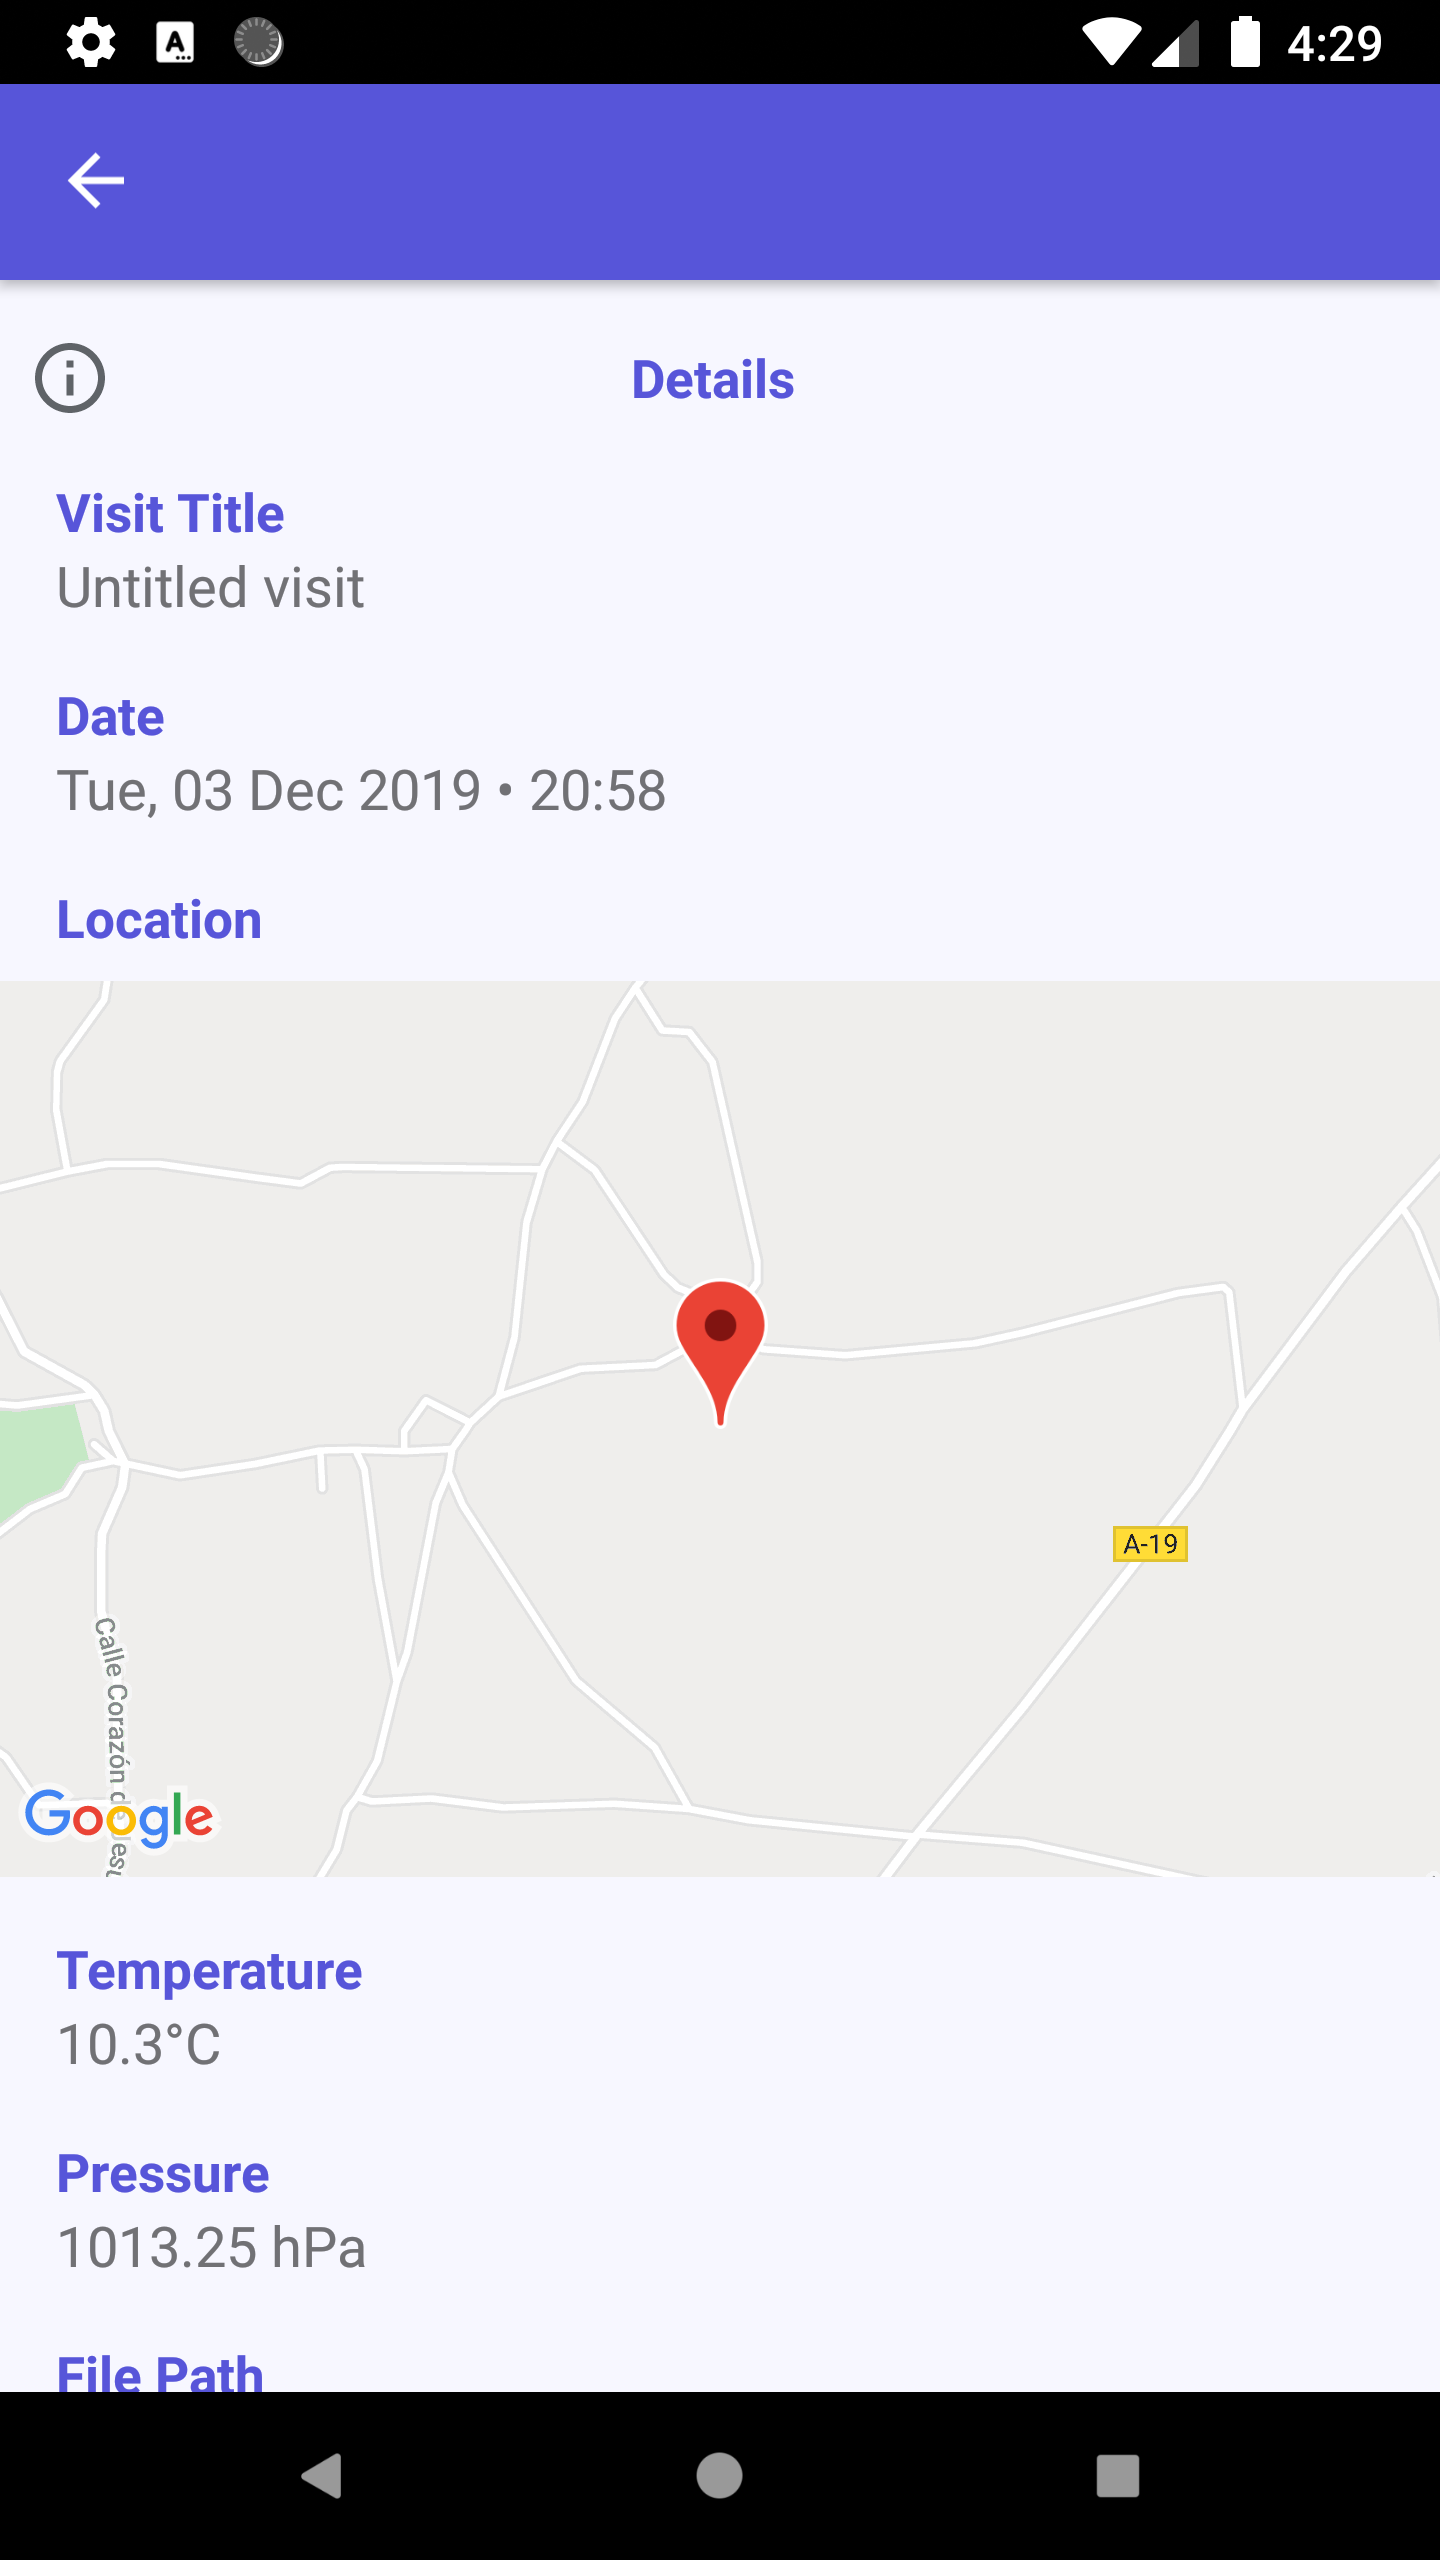 4:29
Details
Visit Title
Untitled visit
Date
Tue, 03 Dec 2019 • 20:58
Location
A-19
Calle Corazón
Google
Temperature
10.3°C
Pressure
1013.25 hPa
File Path